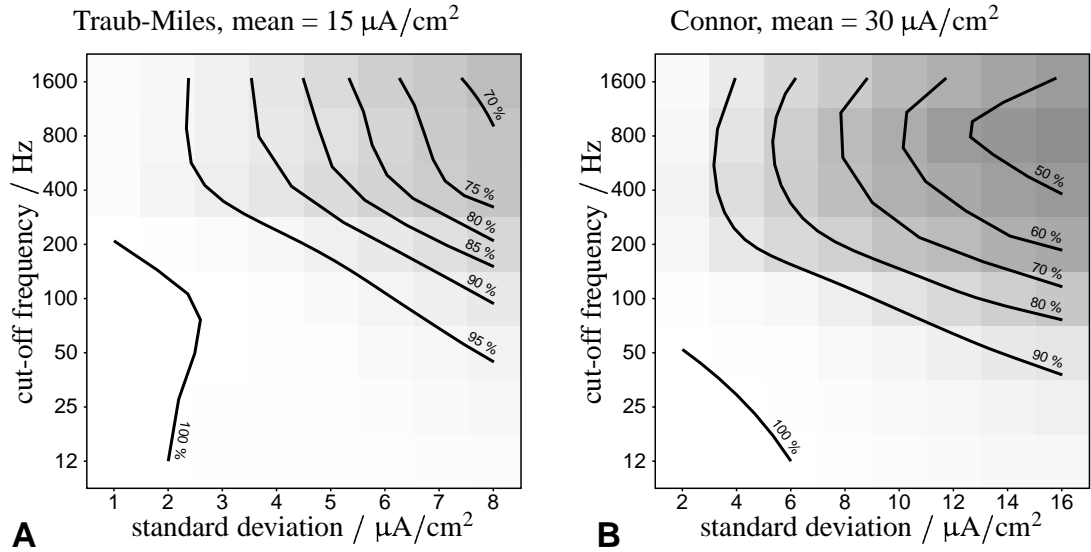 Traub-Miles, mean = 15 μA/cm²
cut-off frequency / Hz
1600
800
400
200
100
50
25
12
70 %
75 %
80 %
85 %
90 %
95 %
100 %
1 2 3 4 5 6 7 8
standard deviation / μA/cm²
A
Connor, mean = 30 μA/cm²
cut-off frequency / Hz
1600
800
400
200
100
50
25
12
50 %
60 %
70 %
80 %
90 %
100 %
2 4 6 8 10 12 14 16
standard deviation / μA/cm²
B